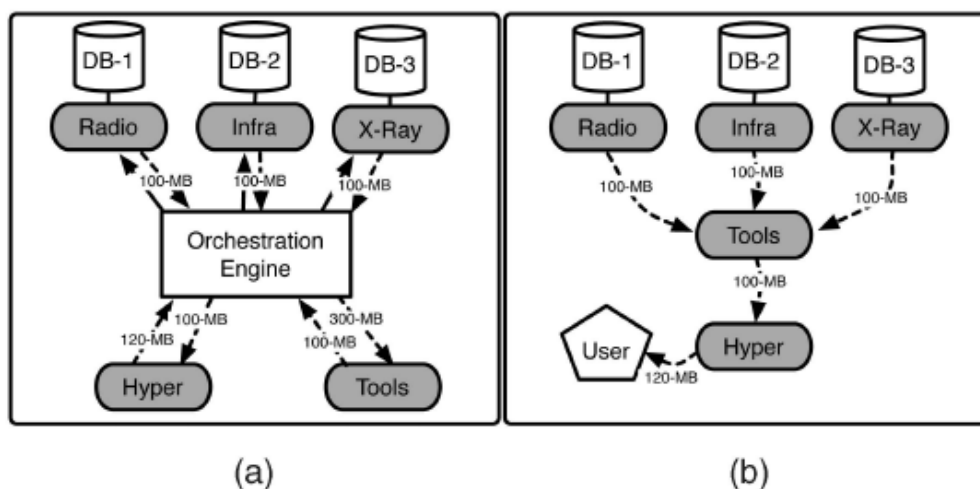 DB-1
DB-2
DB-3
Radio
Infra
X-Ray
100-MB
100-MB
100-MB
Orchestration
Engine
120-MB
100-MB
100-MB
300-MB
Hyper
Tools
(a)
DB-1
DB-2
DB-3
Radio
Infra
X-Ray
100-MB
100-MB
100-MB
Tools
100-MB
User
Hyper
120-MB
(b)